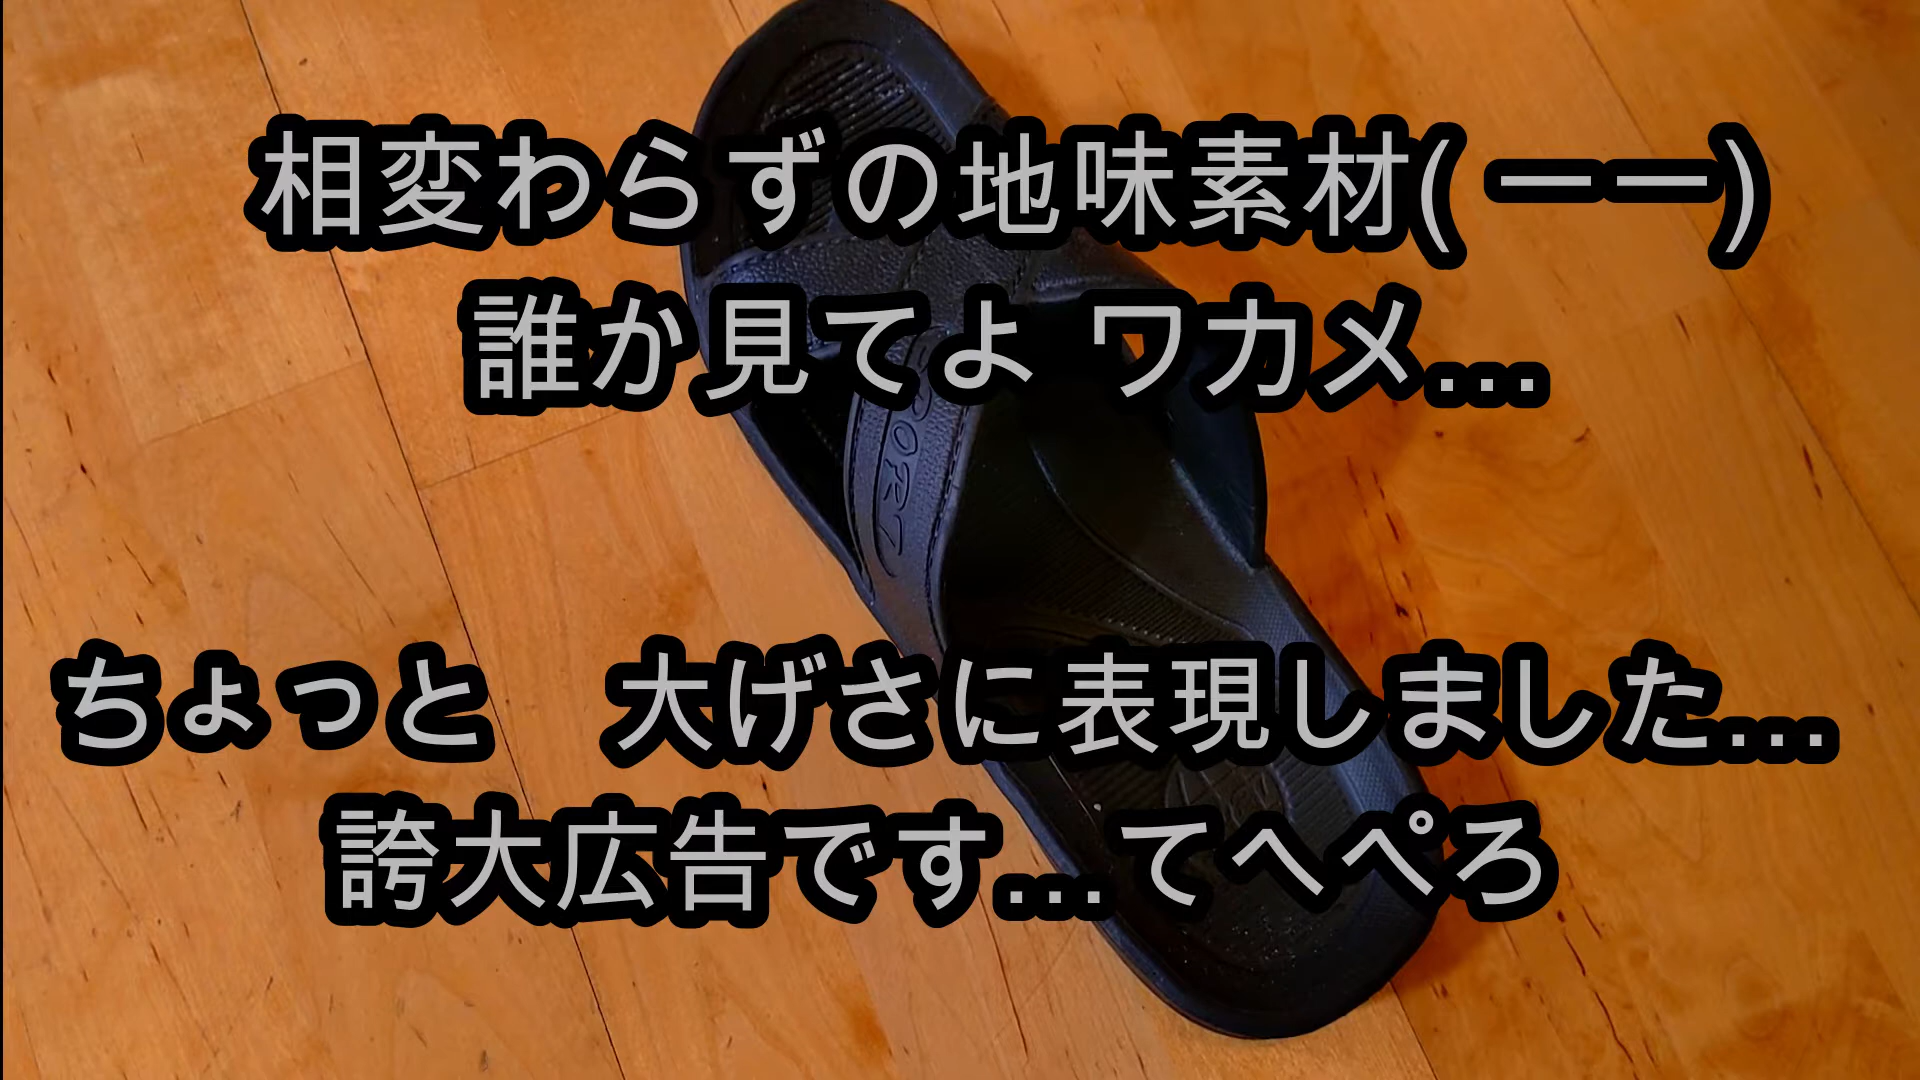 相変わらずの地味素材( ーー)
誰か見てよ ワカメ...
ちょっと　大げさに表現しました...
誇大広告です...てへぺろ